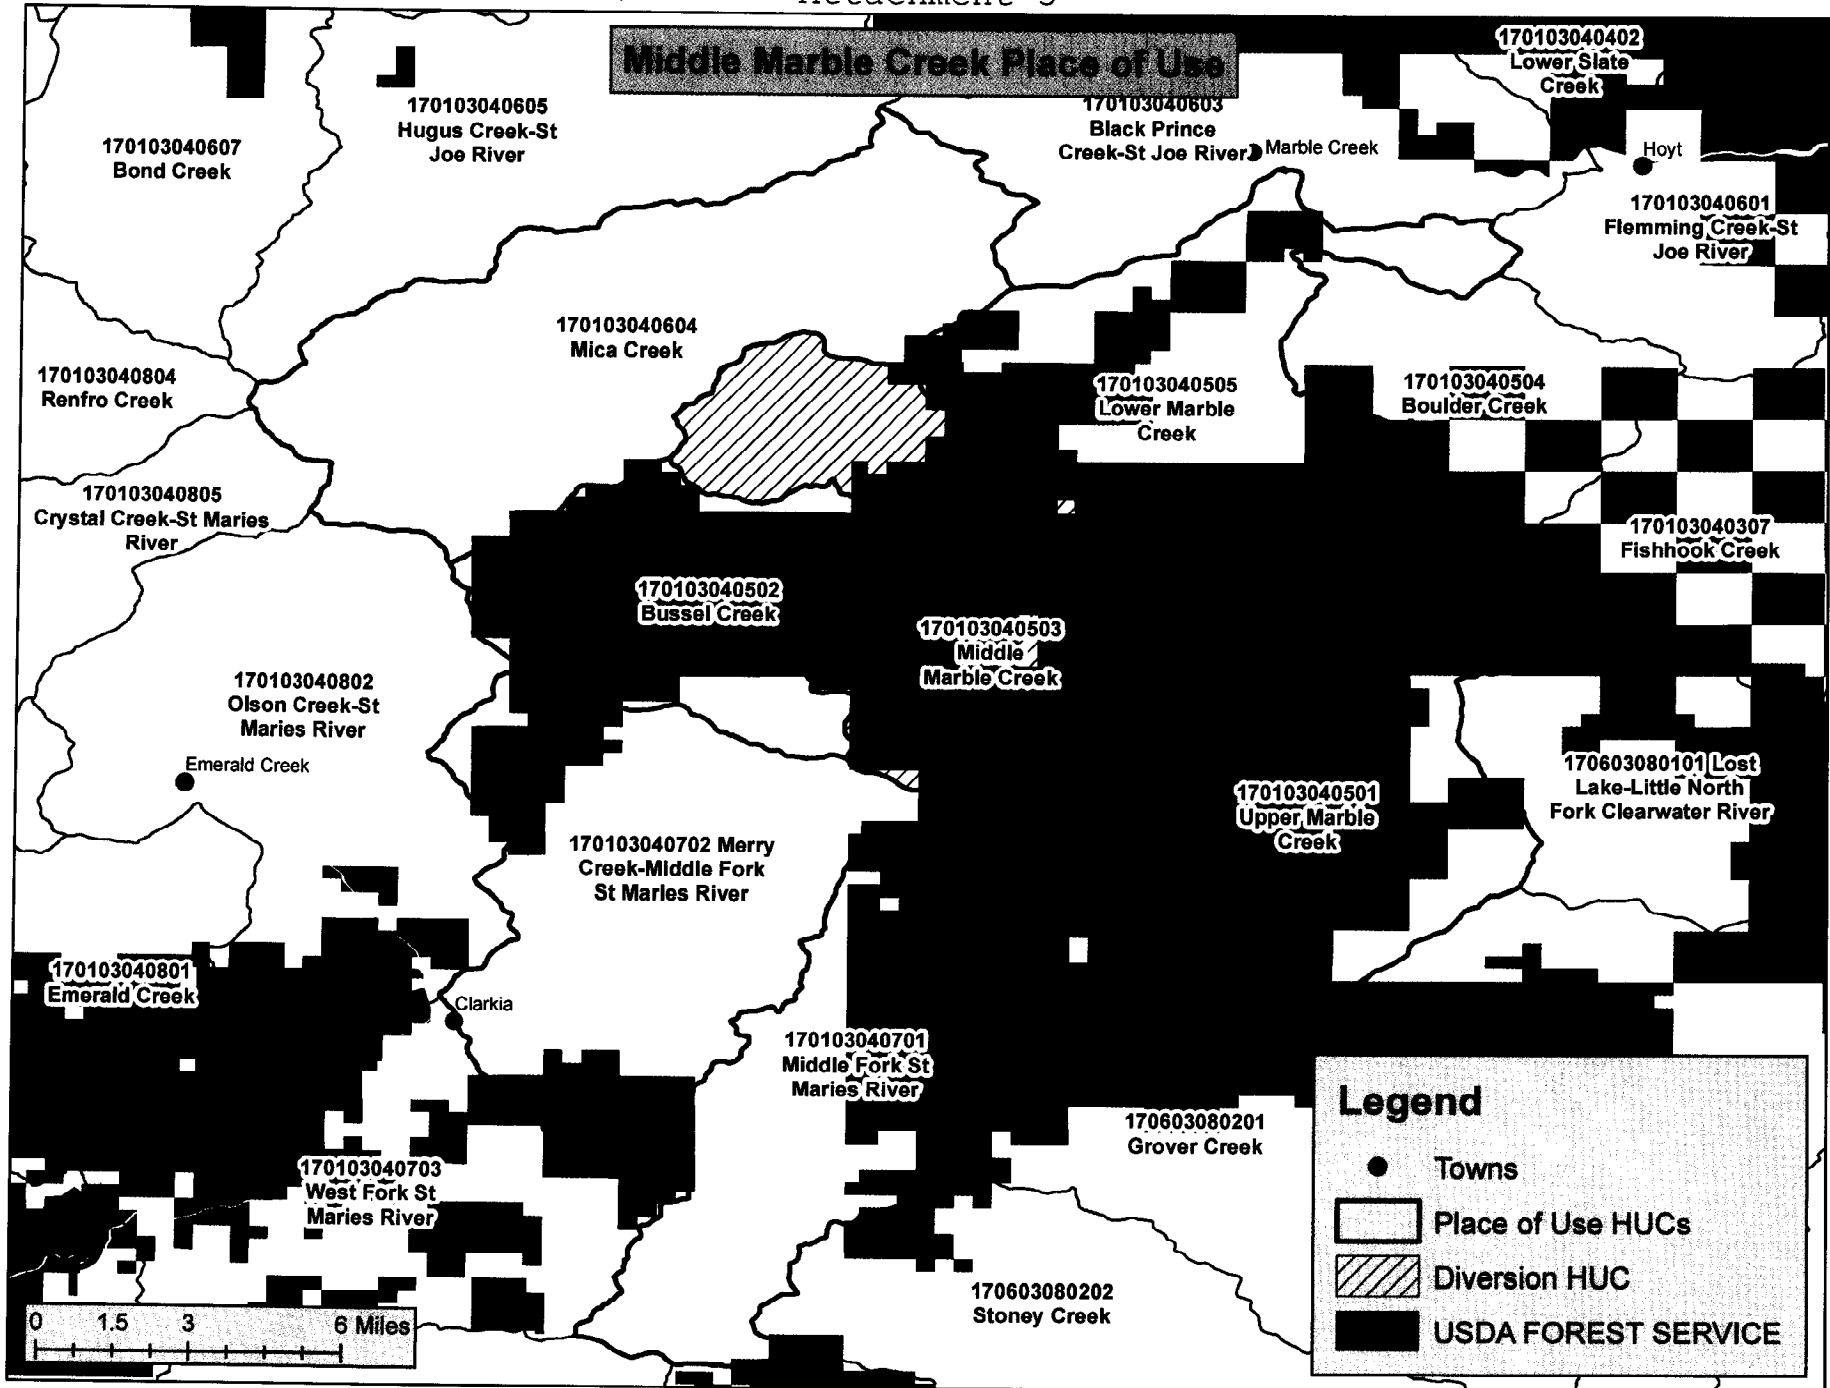 Middle Marble Creek Place of Use
170103040402
Lower Slate
Creek
170103040605
Hugus Creek-St
Joe River
170103040603
Black Prince
Creek-St Joe River
Marble Creek
Hoyt
170103040607
Bond Creek
170103040601
Flemming Creek-St
Joe River
170103040604
Mica Creek
170103040804
Renfro Creek
170103040505
Lower Marble
Creek
170103040504
Boulder Creek
170103040805
Crystal Creek-St Maries
River
170103040307
Fishhook Creek
170103040502
Bussel Creek
170103040503
Middle
Marble Creek
170103040802
Olson Creek-St
Maries River
Emerald Creek
170603080101 Lost
Lake-Little North
Fork Clearwater River
170103040501
Upper Marble
Creek
170103040702 Merry
Creek-Middle Fork
St Maries River
170103040801
Emerald Creek
Clarkia
170103040701
Middle Fork St
Maries River
170603080201
Grover Creek
170103040703
West Fork St
Maries River
170603080202
Stoney Creek
0 1.5 3 6 Miles
Legend
Towns
Place of Use HUCs
Diversion HUC
USDA FOREST SERVICE